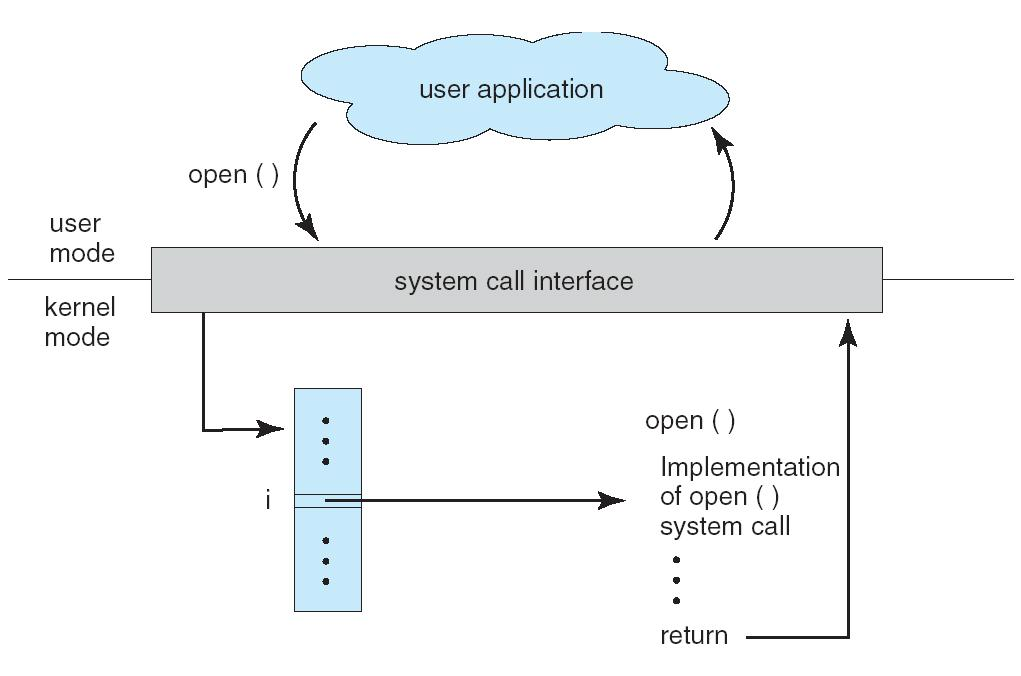 user application
open ( )
user
mode
system call interface
kernel
mode
open ( )
Implementation
of open ( )
system call
i
return